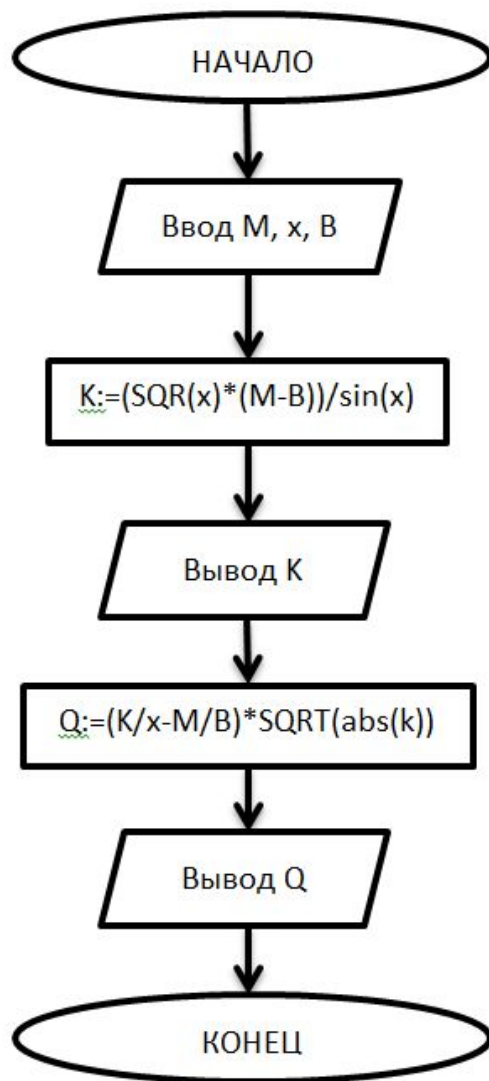 НАЧАЛО
Ввод M, x, B
K:=(SQR(x)*(M-B))/sin(x)
Вывод K
Q:=(K/x-M/B)*SQRT(abs(k))
Вывод Q
КОНЕЦ